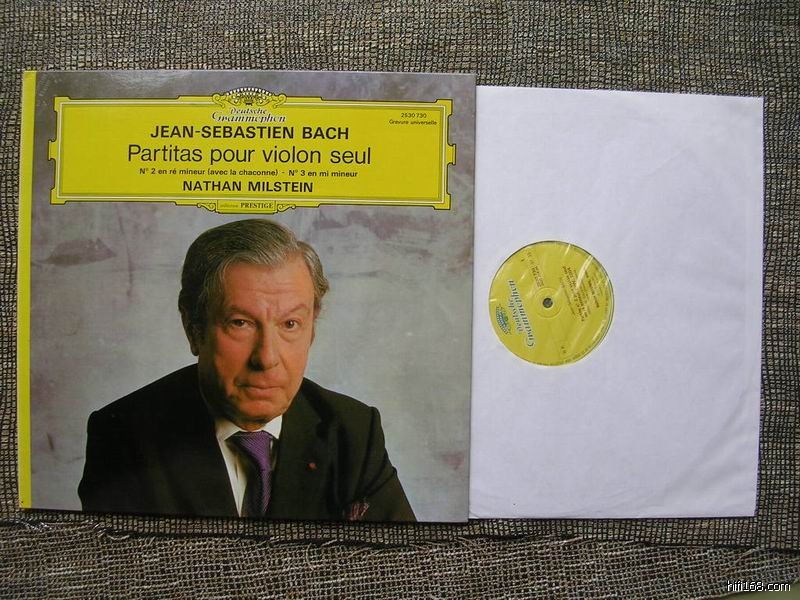 Deutsche
Grammophon
2530 730
Gravure universelle
JEAN-SEBASTIEN BACH
Partitas pour violon seul
N° 2 en ré mineur (avec la chaconne) - N° 3 en mi mineur
NATHAN MILSTEIN
édition PRESTIGE
Deutsche
Grammophon
hifi168.com